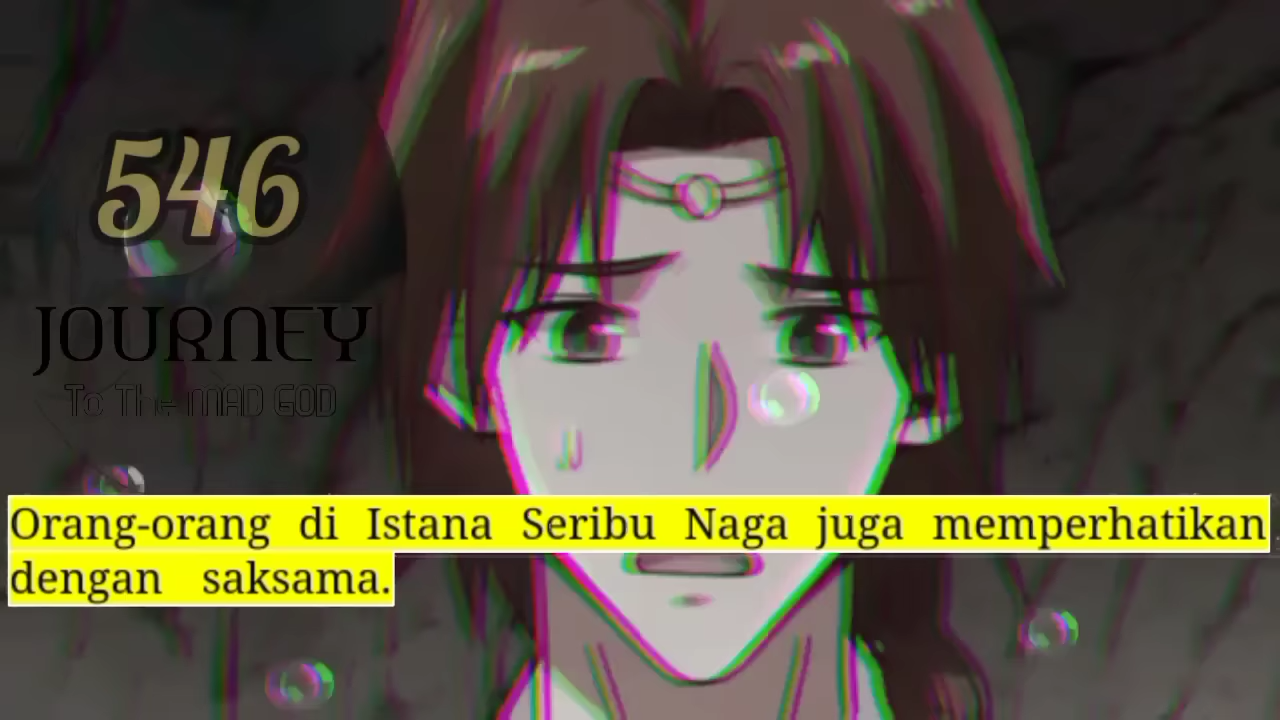 546
JOURNEY
To The MAD GOD
Orang-orang di Istana Seribu Naga juga memperhatikan
dengan saksama.